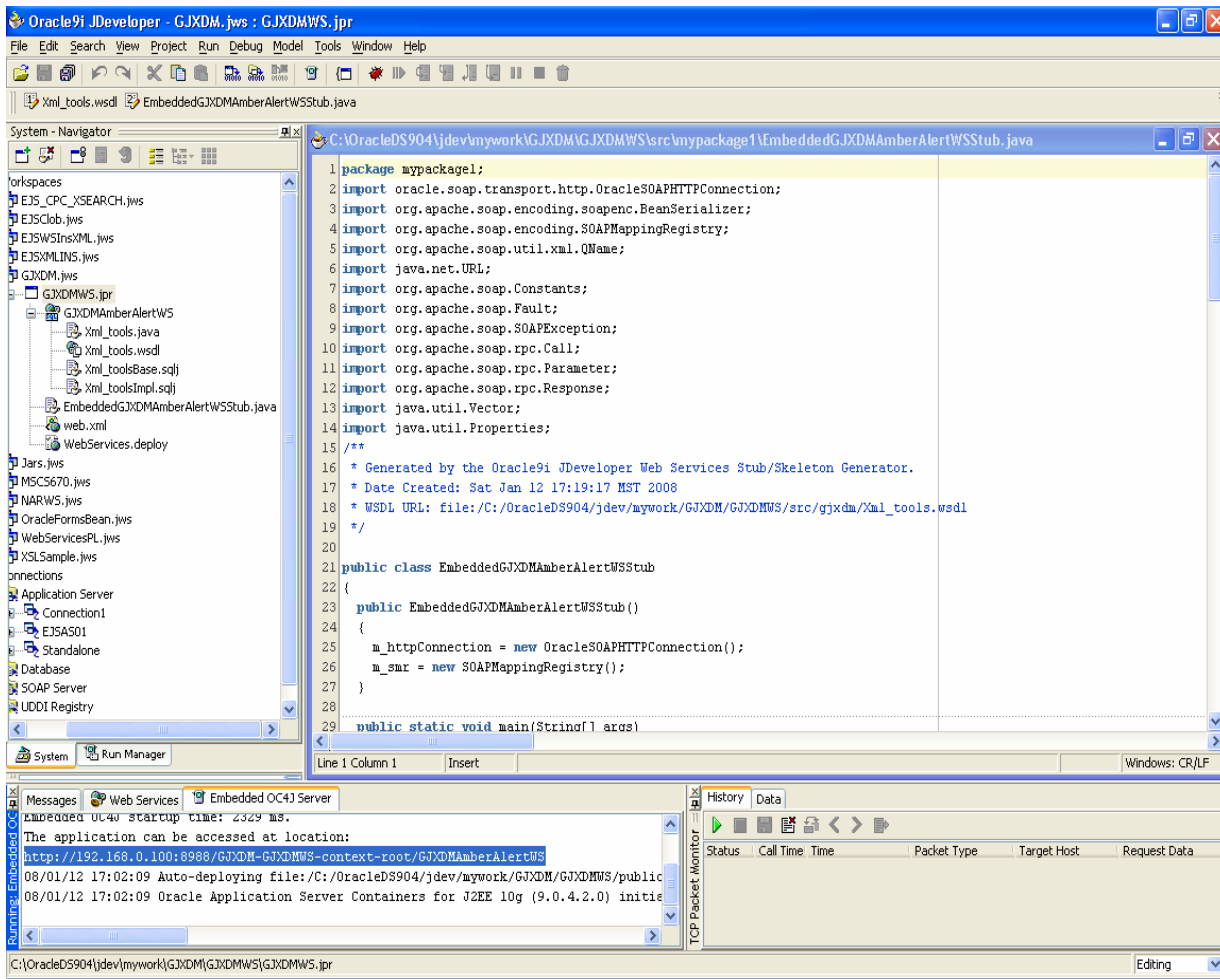 Oracle9i JDeveloper - GJXDM.jws : GJXDMWS.jpr
File Edit Search View Project Run Debug Model Tools Window Help
Xml_tools.wsdl EmbeddedGJXDMAmberAlertWSStub.java
System - Navigator
orkspaces
EJS_CPC_XSEARCH.jws
EJSClob.jws
EJSWSInsXML.jws
EJSXMLINS.jws
GJXDM.jws
GJXDMWS.jpr
GJXDMAmberAlertWS
Xml_tools.java
Xml_tools.wsdl
Xml_toolsBase.sqlj
Xml_toolsImpl.sqlj
EmbeddedGJXDMAmberAlertWSStub.java
web.xml
WebServices.deploy
Jars.jws
MSC5670.jws
NARWS.jws
OracleFormsBean.jws
WebServicesPL.jws
XSLSample.jws
onnections
Application Server
Connection1
EJSAS01
Standalone
Database
SOAP Server
UDDI Registry
System Run Manager
C:\OracleDS904\jdev\mywork\GJXDM\GJXDMWS\src\mypackage1\EmbeddedGJXDMAmberAlertWSStub.java
1 package mypackage1;
2 import oracle.soap.transport.http.OracleSOAPHTTPConnection;
3 import org.apache.soap.encoding.soapenc.BeanSerializer;
4 import org.apache.soap.encoding.SOAPMappingRegistry;
5 import org.apache.soap.util.xml.QName;
6 import java.net.URL;
7 import org.apache.soap.Constants;
8 import org.apache.soap.Fault;
9 import org.apache.soap.SOAPException;
10 import org.apache.soap.rpc.Call;
11 import org.apache.soap.rpc.Parameter;
12 import org.apache.soap.rpc.Response;
13 import java.util.Vector;
14 import java.util.Properties;
15 /**
16 * Generated by the Oracle9i JDeveloper Web Services Stub/Skeleton Generator.
17 * Date Created: Sat Jan 12 17:19:17 MST 2008
18 * WSDL URL: file:/C:/OracleDS904/jdev/mywork/GJXDM/GJXDMWS/src/gjxdm/Xml_tools.wsdl
19 */
20
21 public class EmbeddedGJXDMAmberAlertWSStub
22 {
23 public EmbeddedGJXDMAmberAlertWSStub()
24 {
25 m_httpConnection = new OracleSOAPHTTPConnection();
26 m_smr = new SOAPMappingRegistry();
27 }
28
29 public static void main(String[] args)
Line 1 Column 1 Insert Windows: CR/LF
Running: Embedded OC
Messages Web Services Embedded OC4J Server
Embedded OC4J startup time: 2329 ms.
The application can be accessed at location:
http://192.168.0.100:8988/GJXDM-GJXDMWS-context-root/GJXDMAmberAlertWS
08/01/12 17:02:09 Auto-deploying file:/C:/OracleDS904/jdev/mywork/GJXDM/GJXDMWS/public
08/01/12 17:02:09 Oracle Application Server Containers for J2EE 10g (9.0.4.2.0) initia
TCP Packet Monitor
History Data
Status Call Time Time Packet Type Target Host Request Data
C:\OracleDS904\jdev\mywork\GJXDM\GJXDMWS\GJXDMWS.jpr Editing